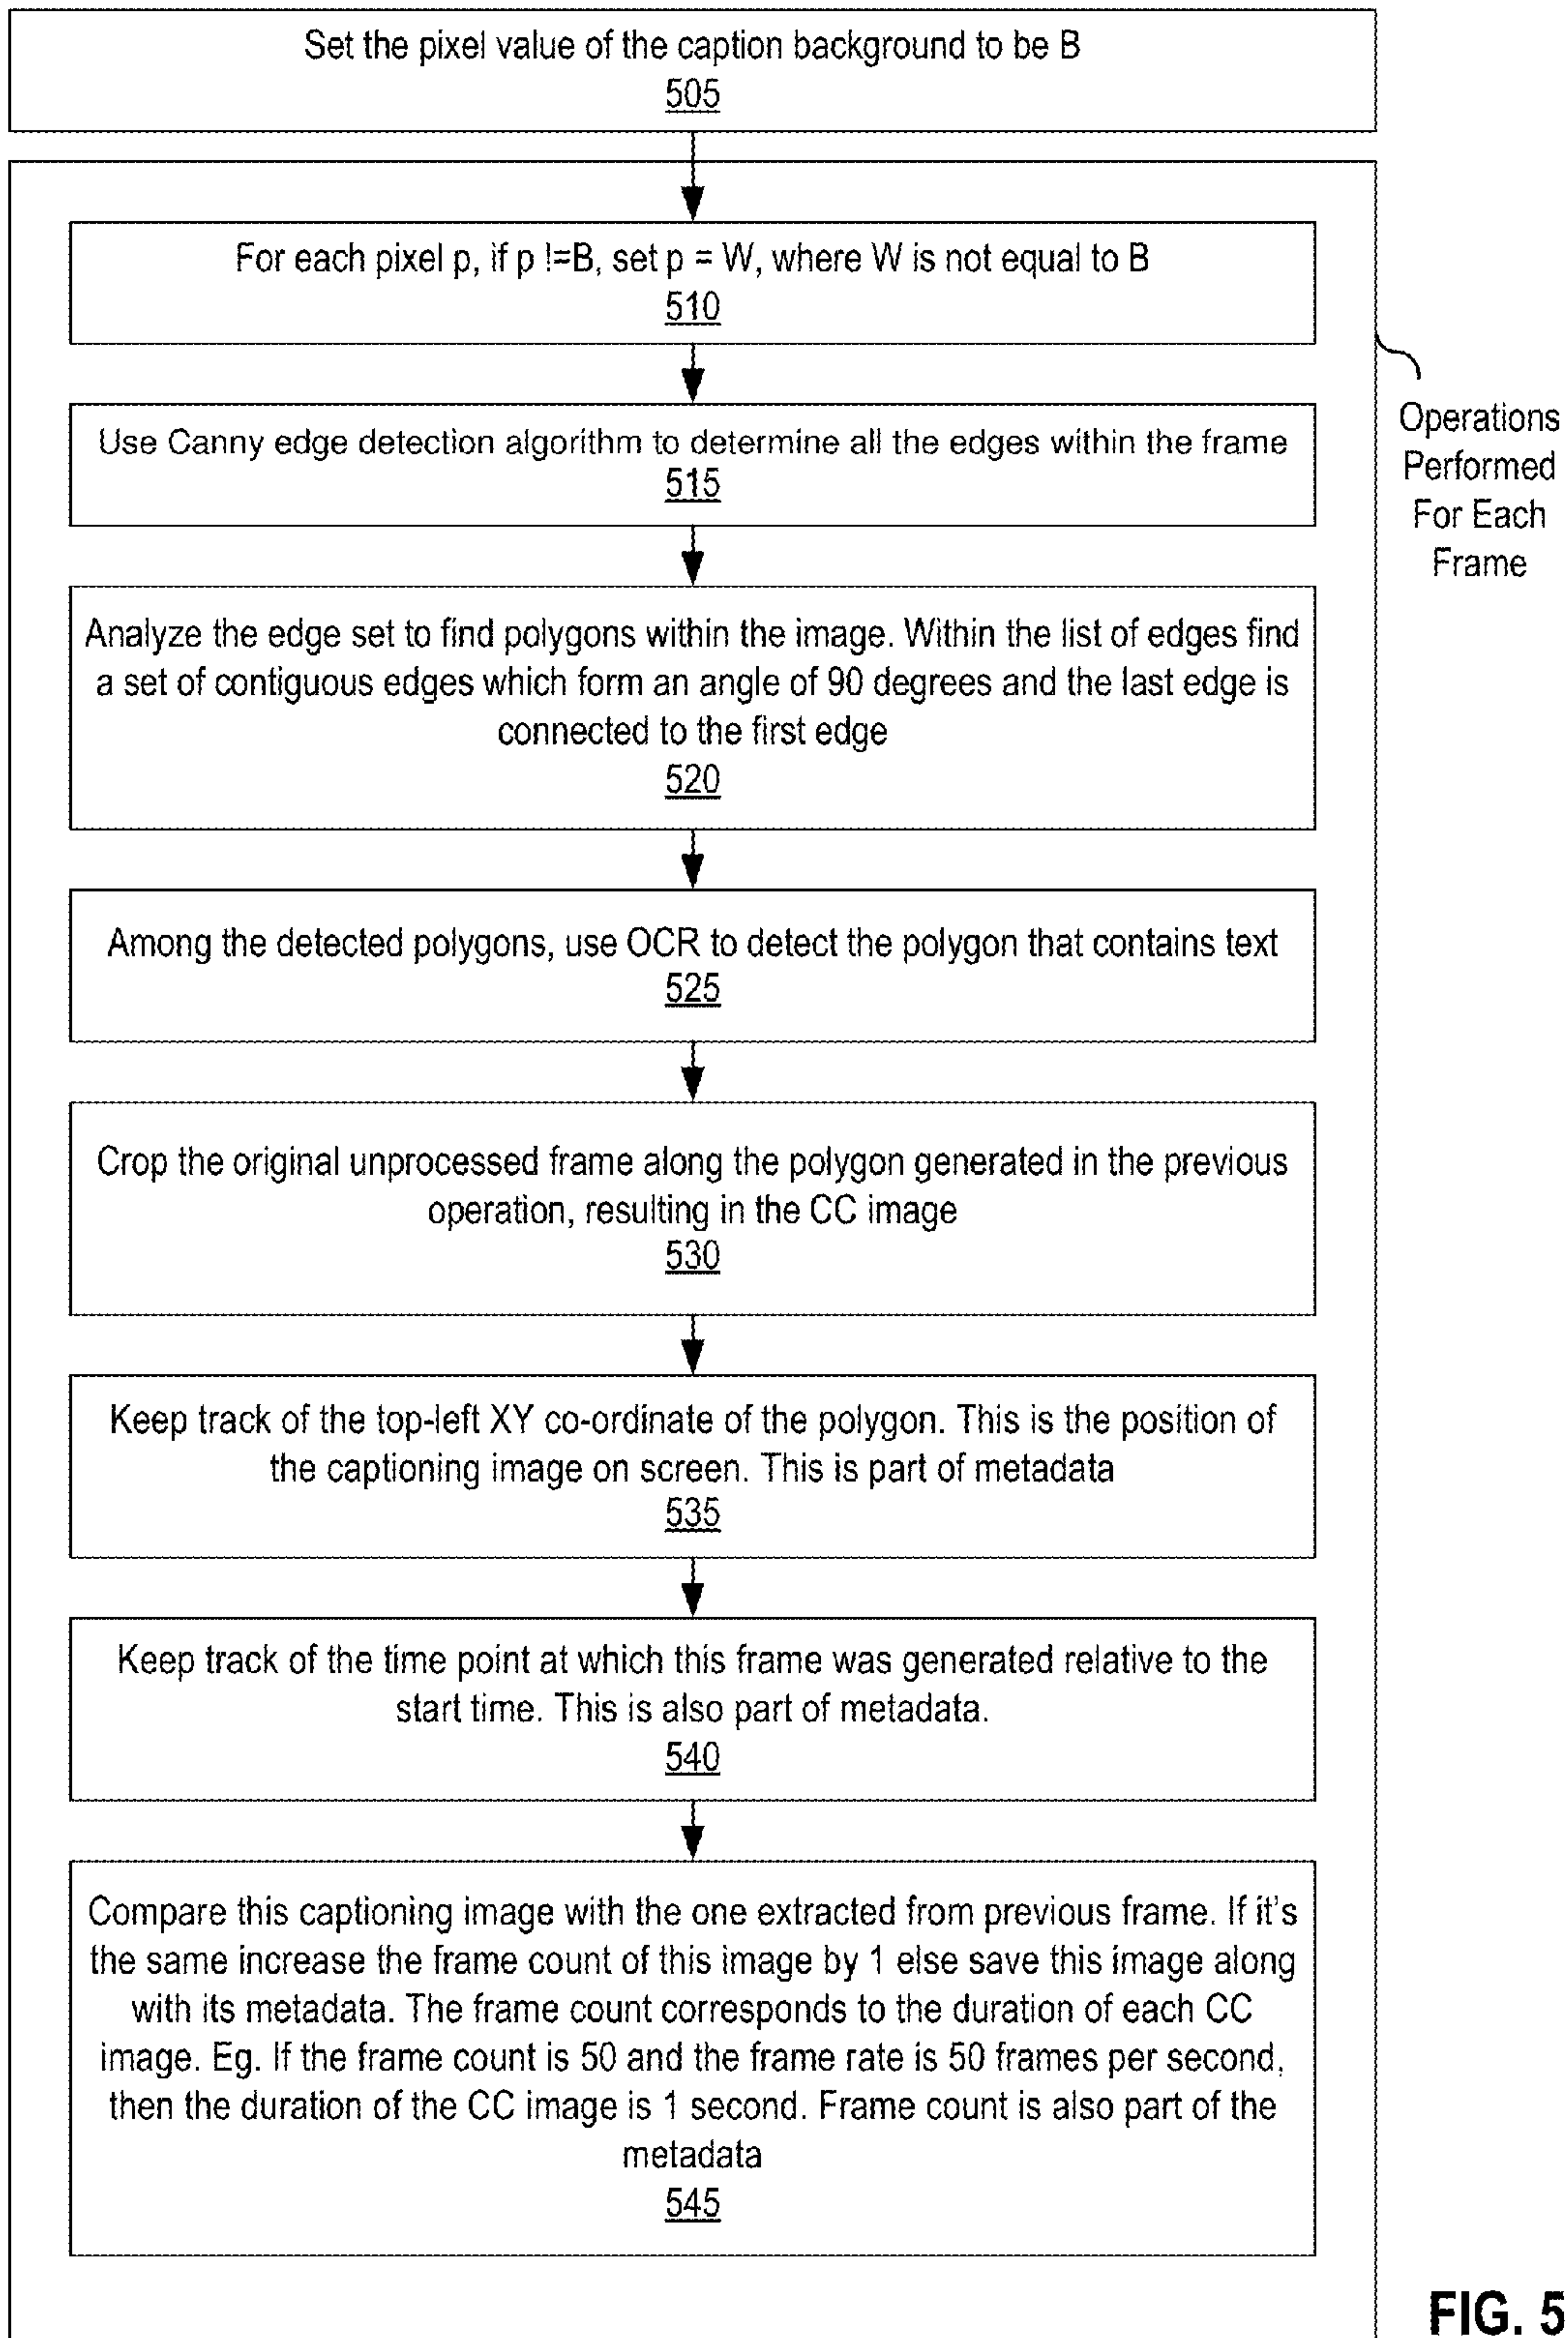 Set the pixel value of the caption background to be B
505
For each pixel p, if p !=B, set p = W, where W is not equal to B
510
Use Canny edge detection algorithm to determine all the edges within the frame
515
Operations
Performed
For Each
Frame
Analyze the edge set to find polygons within the image. Within the list of edges find
a set of contiguous edges which form an angle of 90 degrees and the last edge is
connected to the first edge
520
Among the detected polygons, use OCR to detect the polygon that contains text
525
Crop the original unprocessed frame along the polygon generated in the previous
operation, resulting in the CC image
530
Keep track of the top-left XY co-ordinate of the polygon. This is the position of
the captioning image on screen. This is part of metadata
535
Keep track of the time point at which this frame was generated relative to the
start time. This is also part of metadata.
540
Compare this captioning image with the one extracted from previous frame. If it's
the same increase the frame count of this image by 1 else save this image along
with its metadata. The frame count corresponds to the duration of each CC
image. Eg. If the frame count is 50 and the frame rate is 50 frames per second,
then the duration of the CC image is 1 second. Frame count is also part of the
metadata
545
FIG. 5